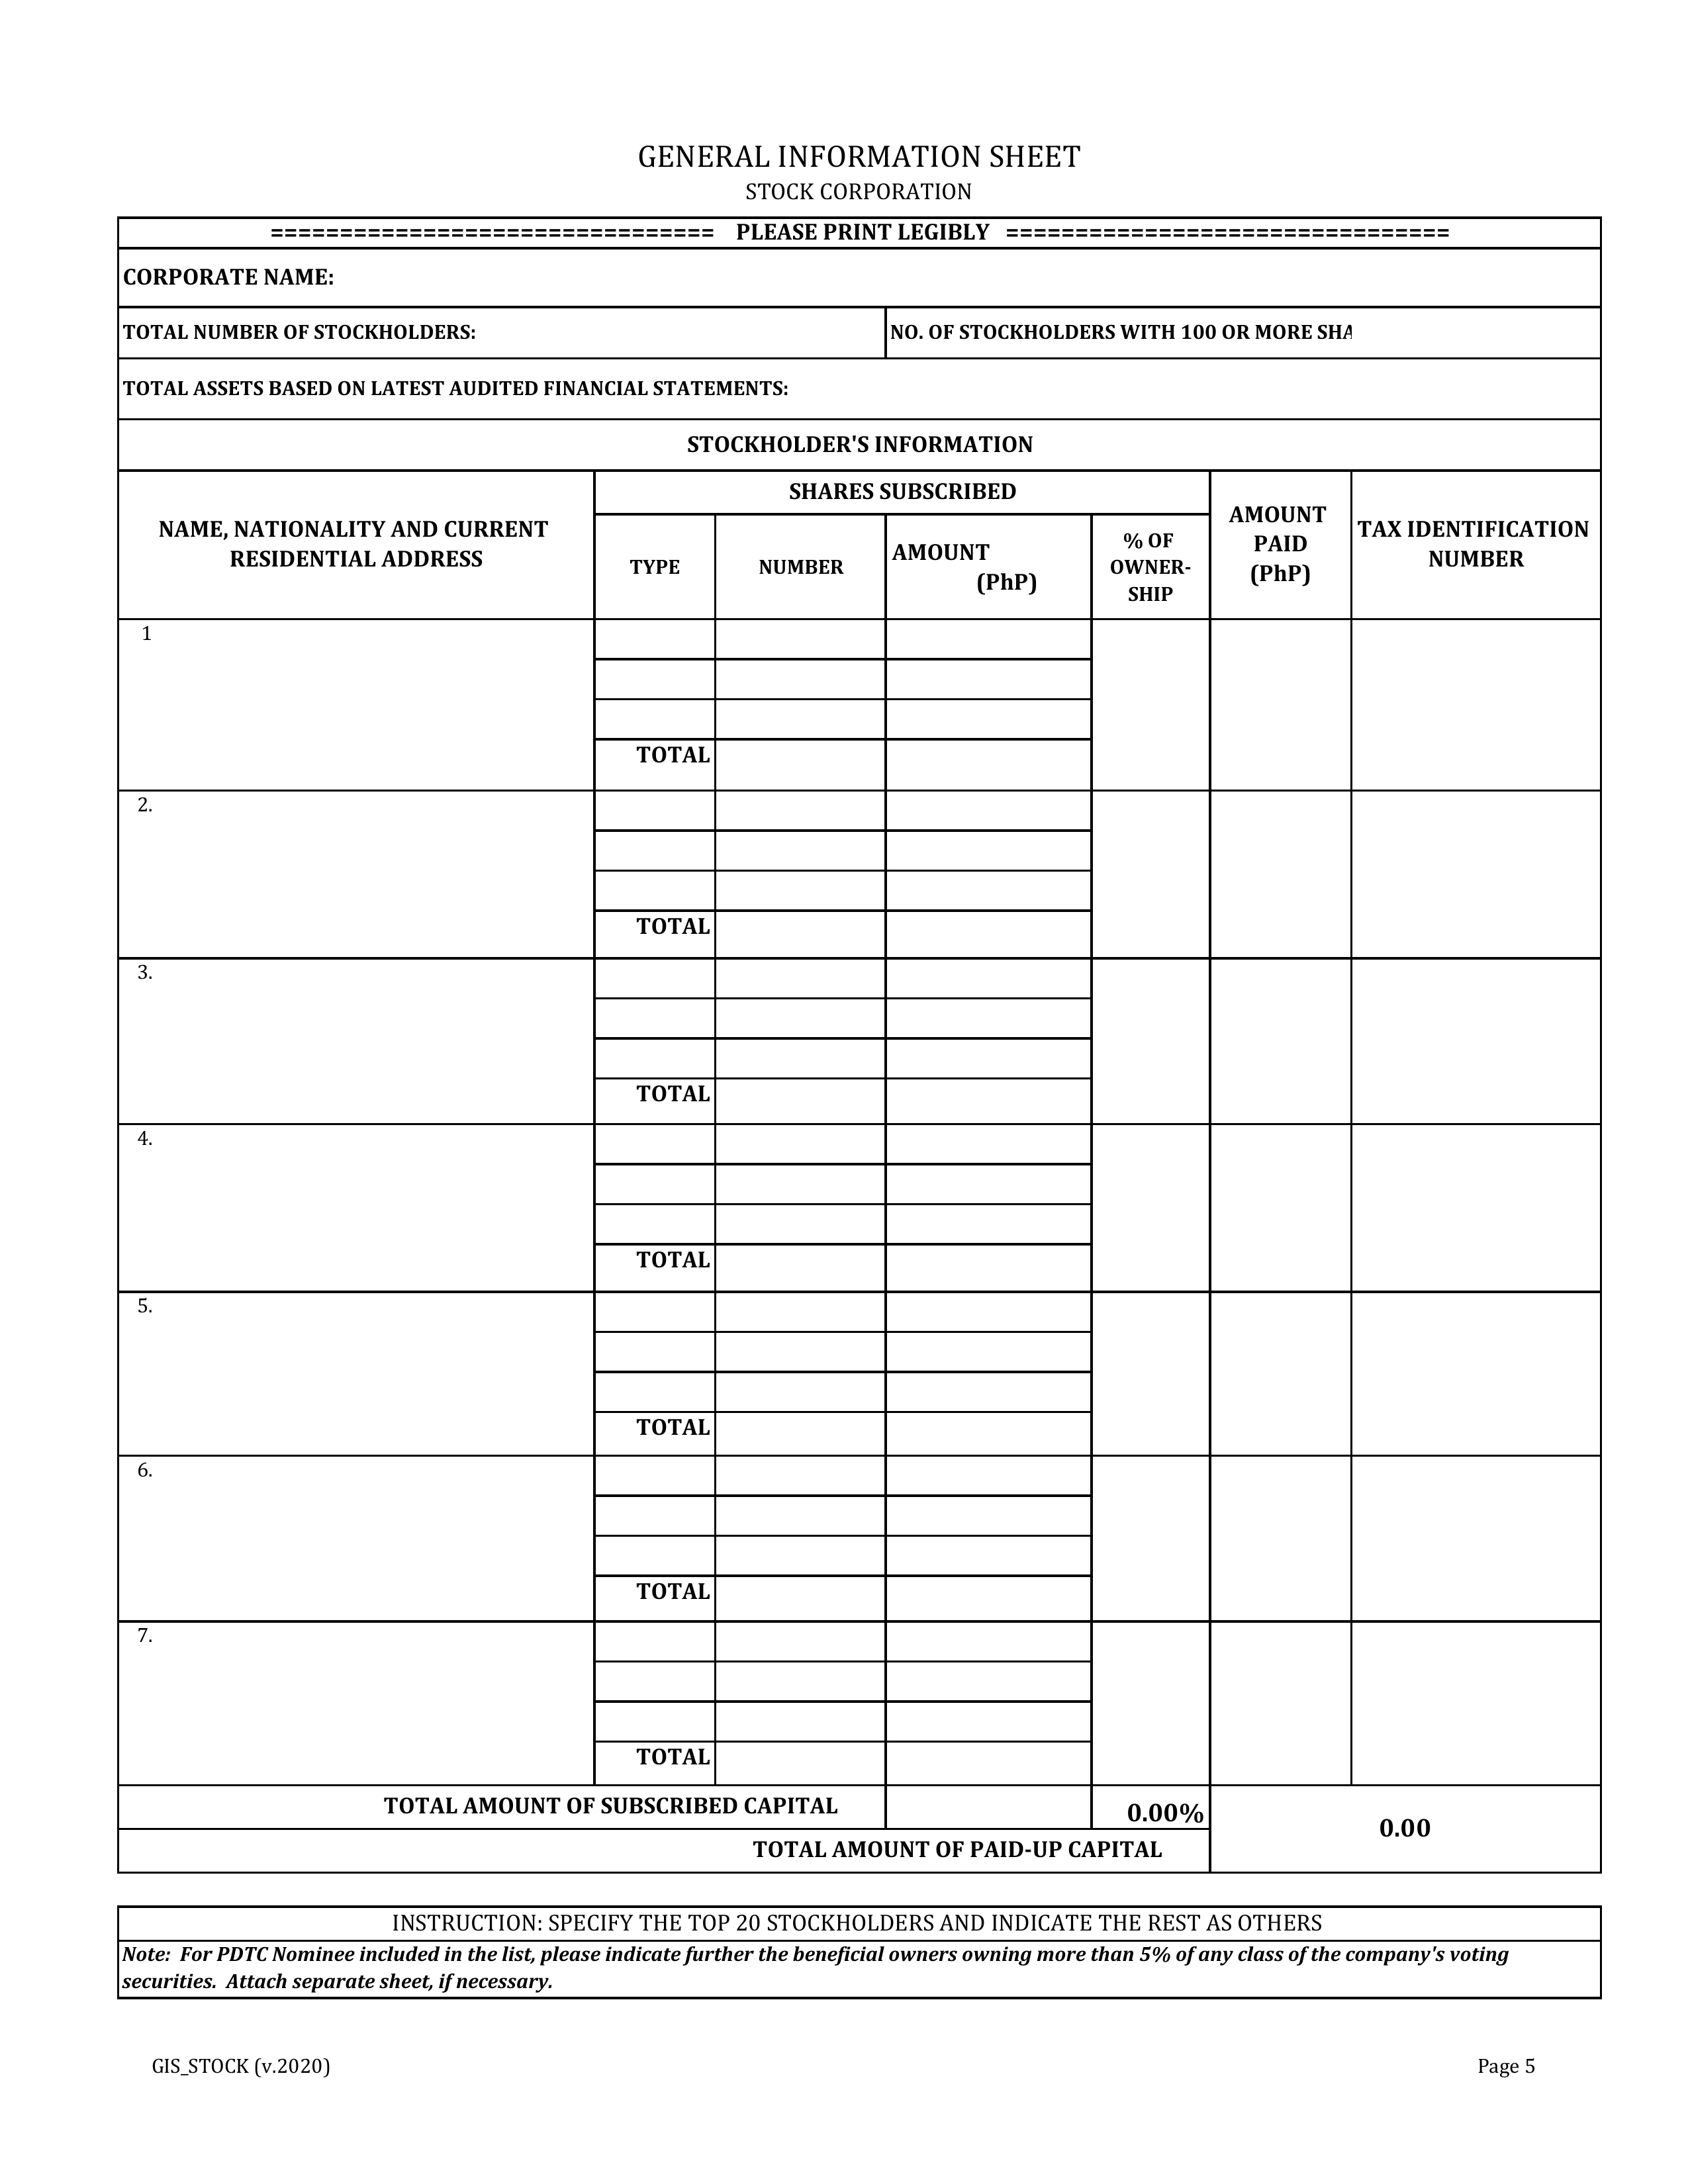 GENERAL INFORMATION SHEET
STOCK CORPORATION
================================ PLEASE PRINT LEGIBLY ================================
CORPORATE NAME:
TOTAL NUMBER OF STOCKHOLDERS: NO. OF STOCKHOLDERS WITH 100 OR MORE SHA
TOTAL ASSETS BASED ON LATEST AUDITED FINANCIAL STATEMENTS:
STOCKHOLDER'S INFORMATION
NAME, NATIONALITY AND CURRENT
RESIDENTIAL ADDRESS
SHARES SUBSCRIBED
TYPE
NUMBER
AMOUNT
(PhP)
% OF
OWNER-
SHIP
AMOUNT
PAID
(PhP)
TAX IDENTIFICATION
NUMBER
1
TOTAL
2.
TOTAL
3.
TOTAL
4.
TOTAL
5.
TOTAL
6.
TOTAL
7.
TOTAL
TOTAL AMOUNT OF SUBSCRIBED CAPITAL 0.00%
0.00
TOTAL AMOUNT OF PAID-UP CAPITAL
INSTRUCTION: SPECIFY THE TOP 20 STOCKHOLDERS AND INDICATE THE REST AS OTHERS
Note: For PDTC Nominee included in the list, please indicate further the beneficial owners owning more than 5% of any class of the company's voting
securities. Attach separate sheet, if necessary.
GIS_STOCK (v.2020) Page 5